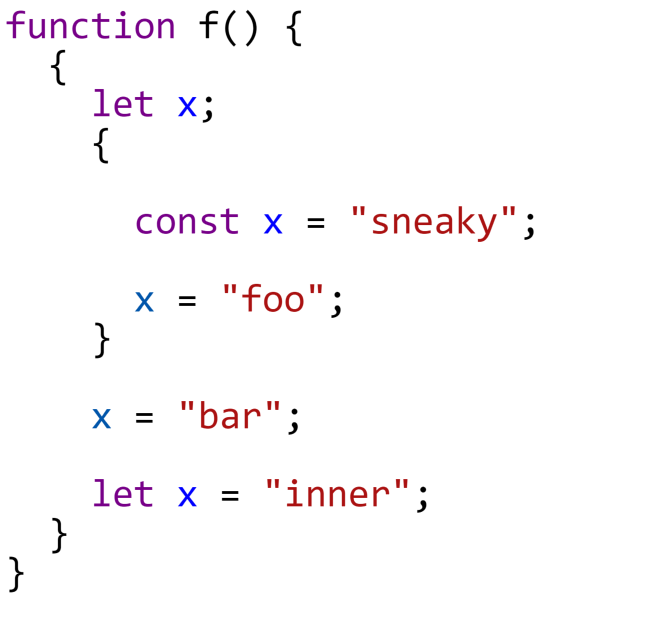 function f() {
  {
    let x;
    {

      const x = "sneaky";

      x = "foo";
    }

    x = "bar";

    let x = "inner";
  }
}